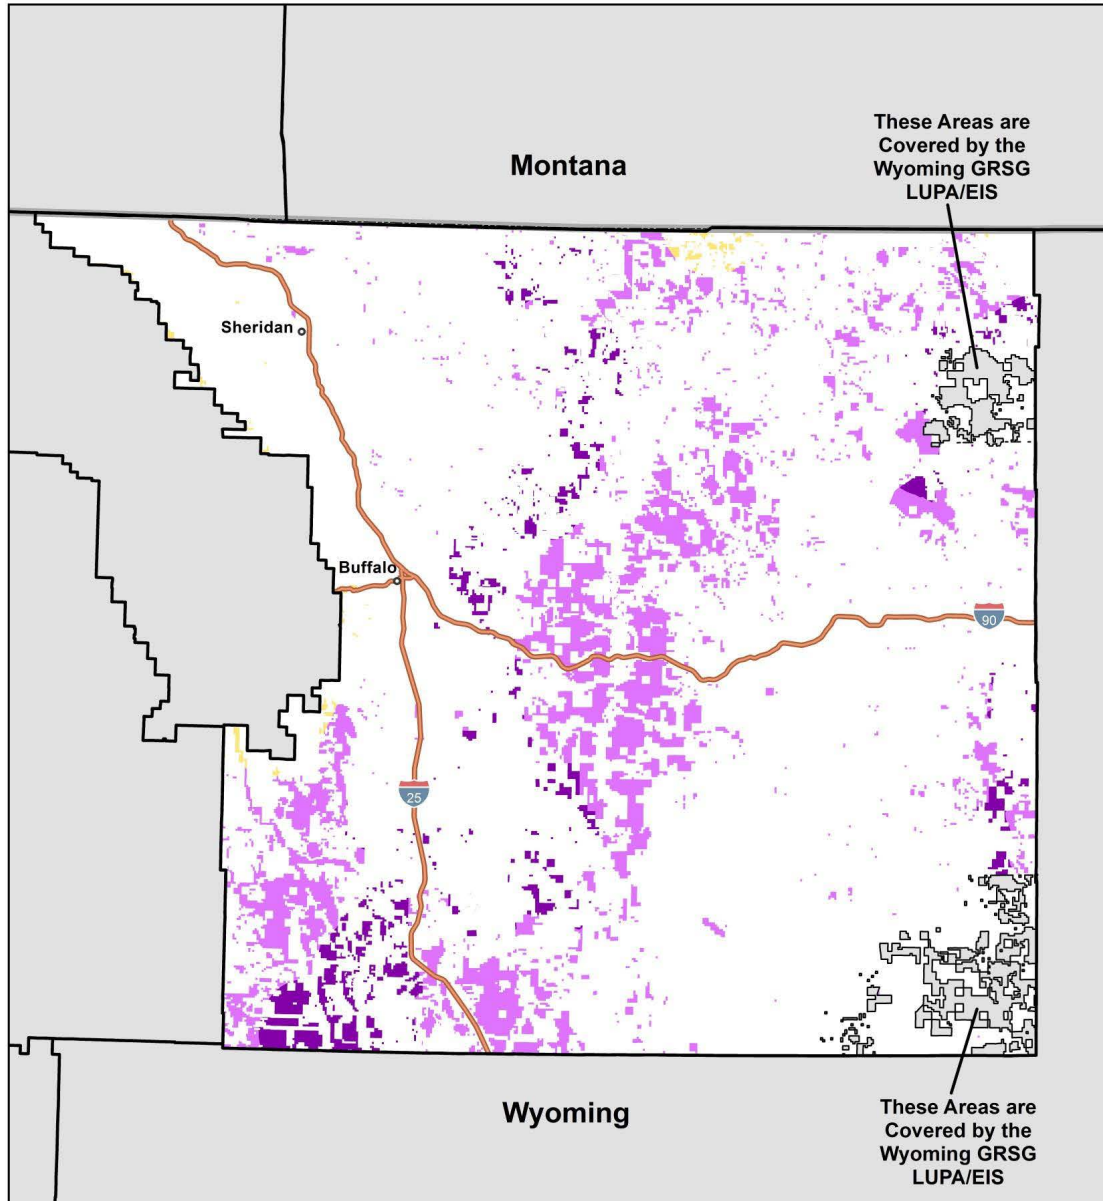 These Areas are
Covered by the
Wyoming GRSG
LUPA/EIS
Montana
Sheridan
Buffalo
90
25
Wyoming
These Areas are
Covered by the
Wyoming GRSG
LUPA/EIS